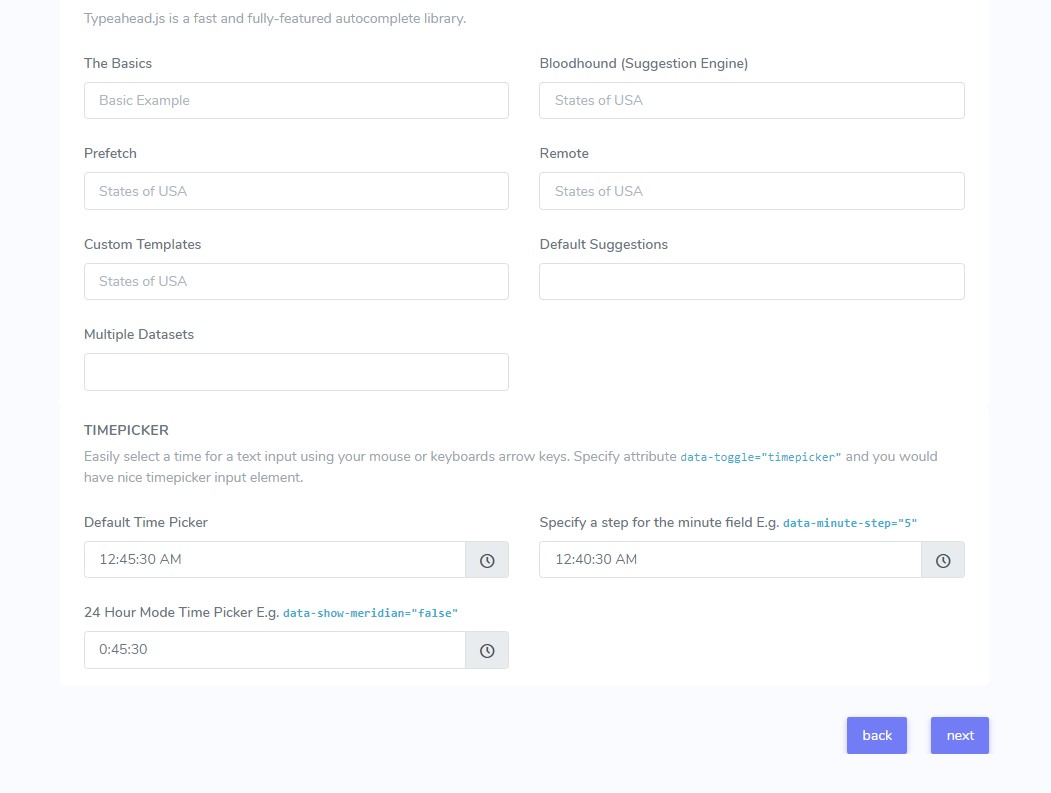 Typeahead.js is a fast and fully-featured autocomplete library.
The Basics
Bloodhound (Suggestion Engine)
Basic Example
States of USA
Prefetch
Remote
States of USA
States of USA
Custom Templates
Default Suggestions
States of USA
Multiple Datasets
TIMEPICKER
Easily select a time for a text input using your mouse or keyboards arrow keys. Specify attribute data-toggle="timepicker" and you would
have nice timepicker input element.
Default Time Picker
Specify a step for the minute field E.g. data-minute-step="5"
12:45:30 AM
12:40:30 AM
24 Hour Mode Time Picker E.g. data-show-meridian="false"
0:45:30
back
next